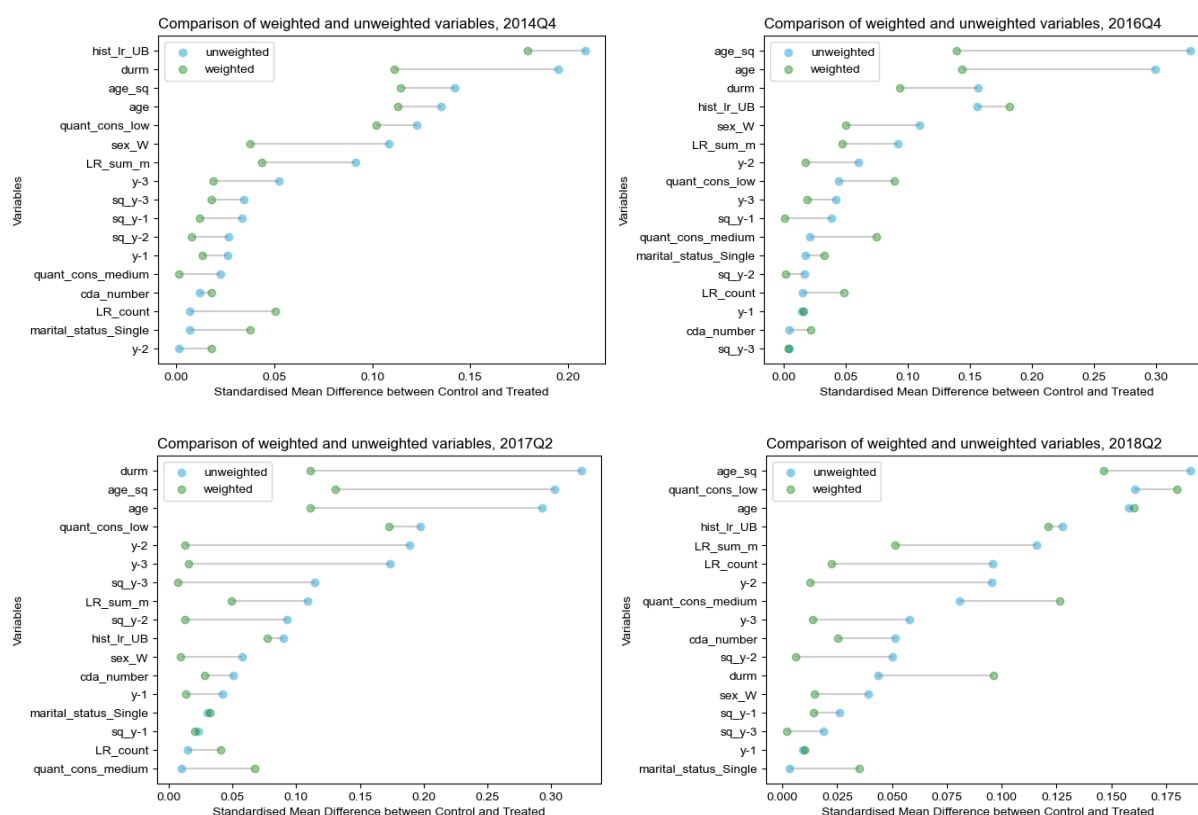 Comparison of weighted and unweighted variables, 2014Q4
unweighted
weighted
Variables
hist_lr_UB
durm
age_sq
age
quant_cons_low
sex_W
LR_sum_m
y-3
sq_y-3
sq_y-1
sq_y-2
y-1
quant_cons_medium
cda_number
LR_count
marital_status_Single
y-2
0.00 0.05 0.10 0.15 0.20
Standardised Mean Difference between Control and Treated
Comparison of weighted and unweighted variables, 2016Q4
unweighted
weighted
Variables
age_sq
age
durm
hist_lr_UB
sex_W
LR_sum_m
y-2
quant_cons_low
y-3
sq_y-1
quant_cons_medium
marital_status_Single
sq_y-2
LR_count
y-1
cda_number
sq_y-3
0.00 0.05 0.10 0.15 0.20 0.25 0.30
Standardised Mean Difference between Control and Treated
Comparison of weighted and unweighted variables, 2017Q2
unweighted
weighted
Variables
durm
age_sq
age
quant_cons_low
y-2
y-3
sq_y-3
LR_sum_m
sq_y-2
hist_lr_UB
sex_W
cda_number
y-1
marital_status_Single
sq_y-1
LR_count
quant_cons_medium
0.00 0.05 0.10 0.15 0.20 0.25 0.30
Standardised Mean Difference between Control and Treated
Comparison of weighted and unweighted variables, 2018Q2
unweighted
weighted
Variables
age_sq
quant_cons_low
age
hist_lr_UB
LR_sum_m
LR_count
y-2
quant_cons_medium
y-3
cda_number
sq_y-2
durm
sex_W
sq_y-1
sq_y-3
y-1
marital_status_Single
0.000 0.025 0.050 0.075 0.100 0.125 0.150 0.175
Standardised Mean Difference between Control and Treated